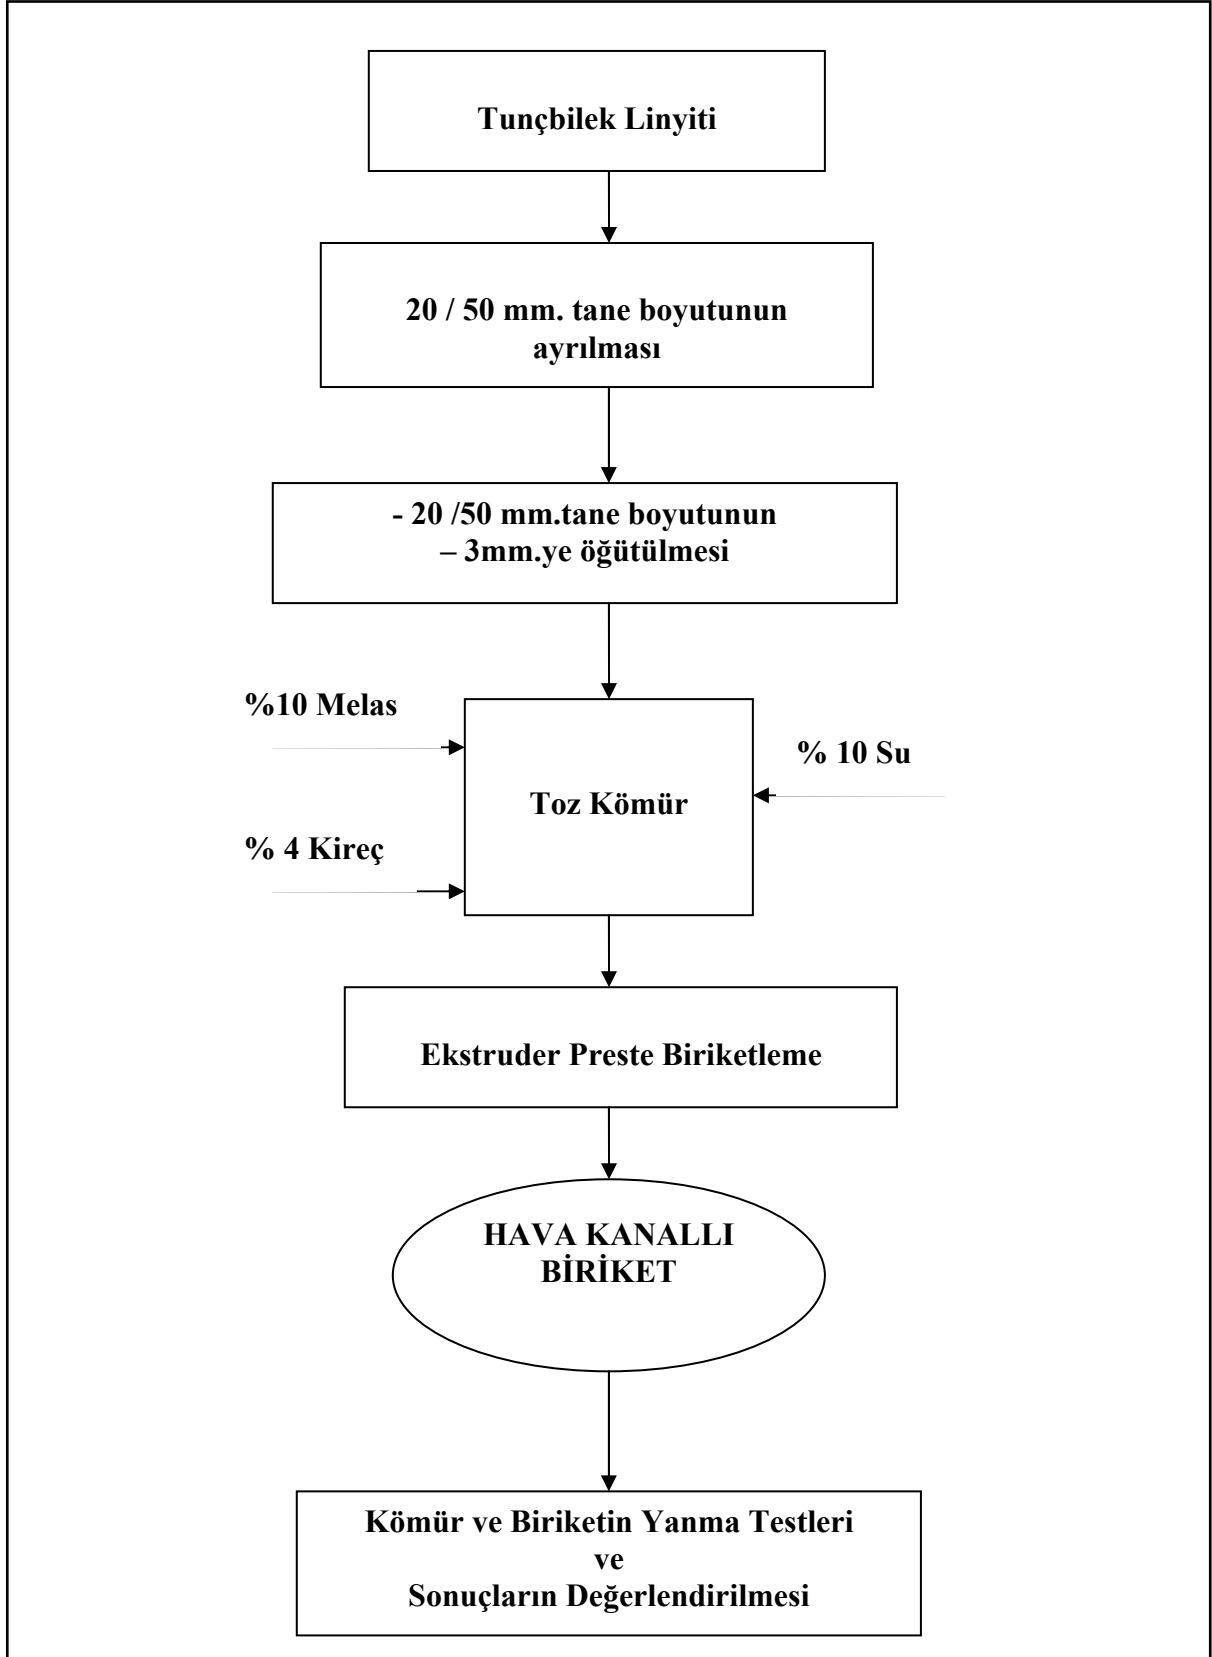 Tunçbilek Linyiti
20 / 50 mm. tane boyutunun
ayrılması
- 20 /50 mm.tane boyutunun
– 3mm.ye öğütülmesi
%10 Melas
% 10 Su
Toz Kömür
% 4 Kireç
Ekstruder Preste Biriketleme
HAVA KANALLI
BİRİKET
Kömür ve Biriketin Yanma Testleri
ve
Sonuçların Değerlendirilmesi